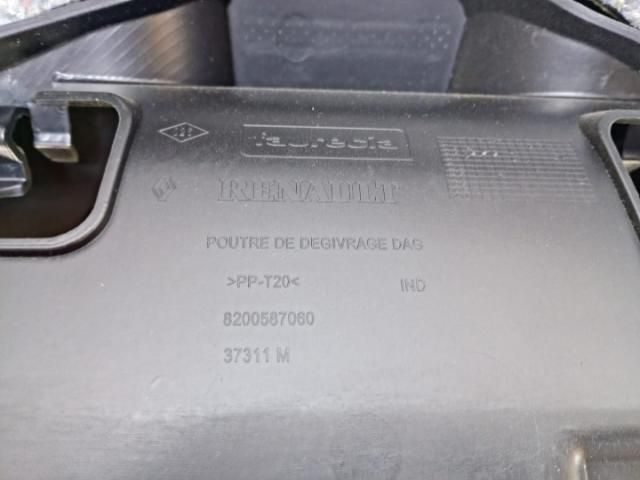 faurecia
RENAULT
POUTRE DE DEGIVRAGE DAG
>PP-T20< IND
8200587060
37311 M